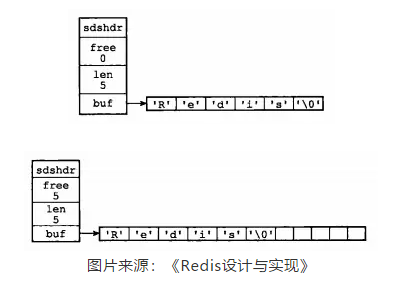 sdshdr
free
0
len
5
buf 'R' 'e' 'd' 'i' 's' '\0'
sdshdr
free
5
len
5
buf 'R' 'e' 'd' 'i' 's' '\0'
图片来源：《Redis设计与实现》